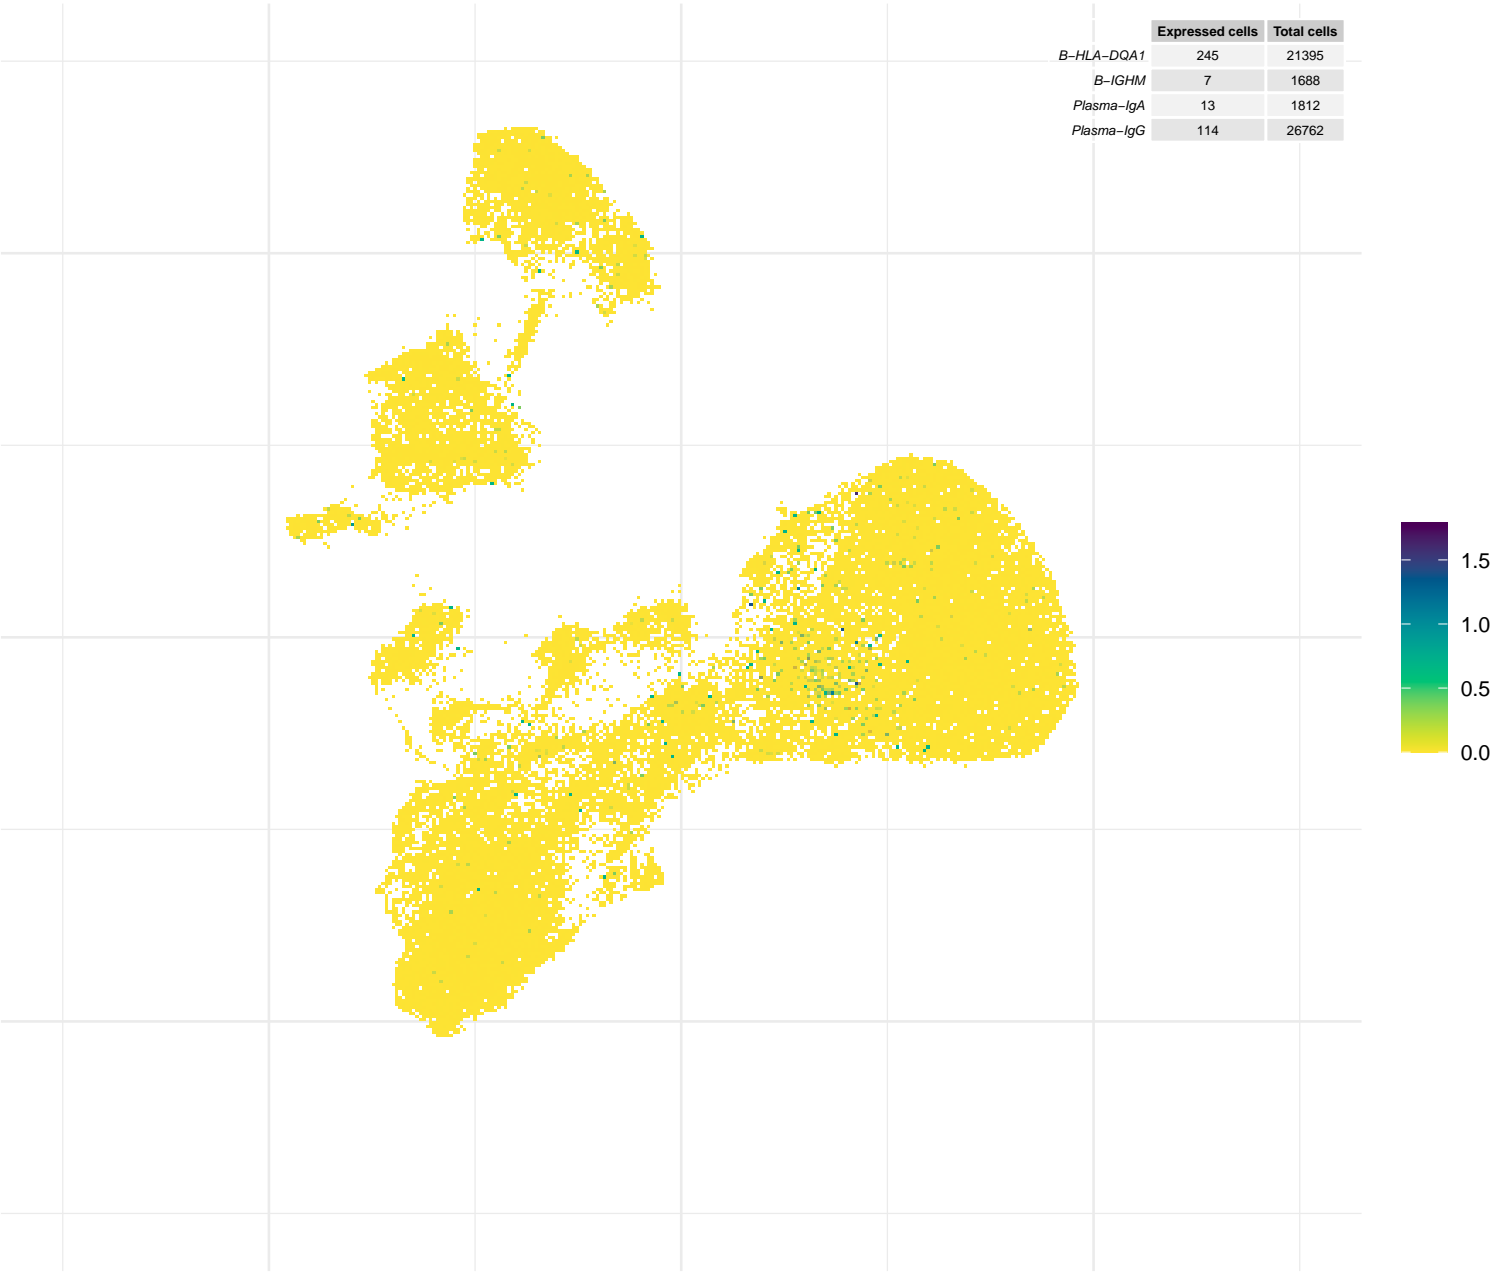 Expressed cells Total cells
B−HLA−DQA1 245 21395
B−IGHM 7 1688
Plasma−IgA 13 1812
Plasma−IgG 114 26762
1.5
1.0
0.5
0.0